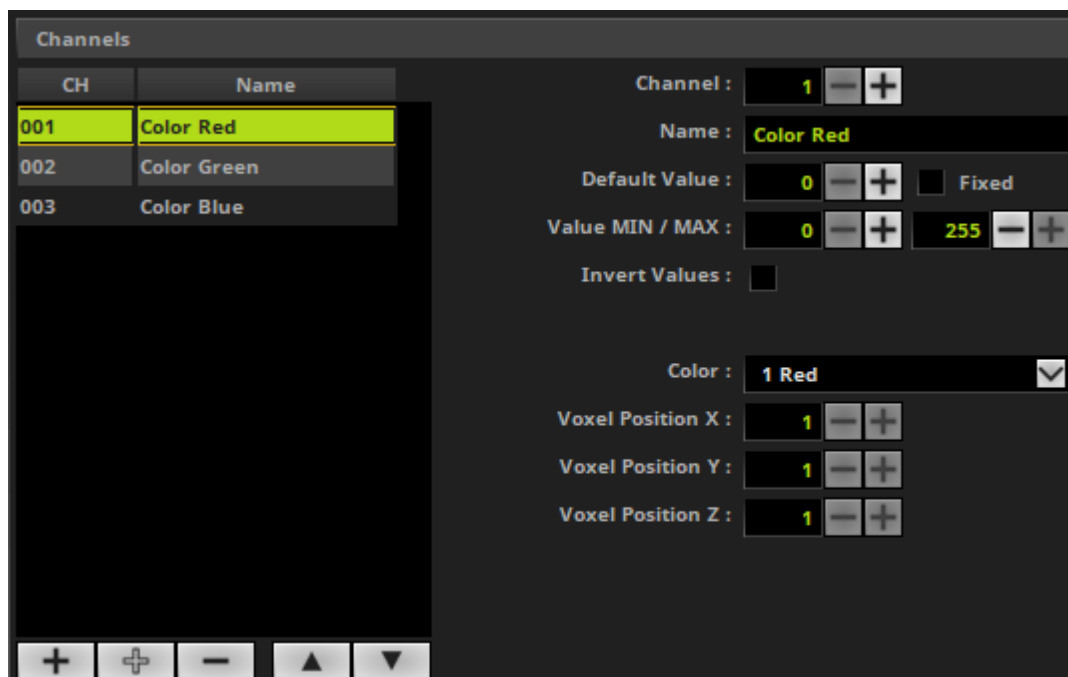 Channels
CH Name
001 Color Red
002 Color Green
003 Color Blue
Channel : 1
Name : Color Red
Default Value : 0 Fixed
Value MIN / MAX : 0 255
Invert Values :
Color : 1 Red
Voxel Position X : 1
Voxel Position Y : 1
Voxel Position Z : 1